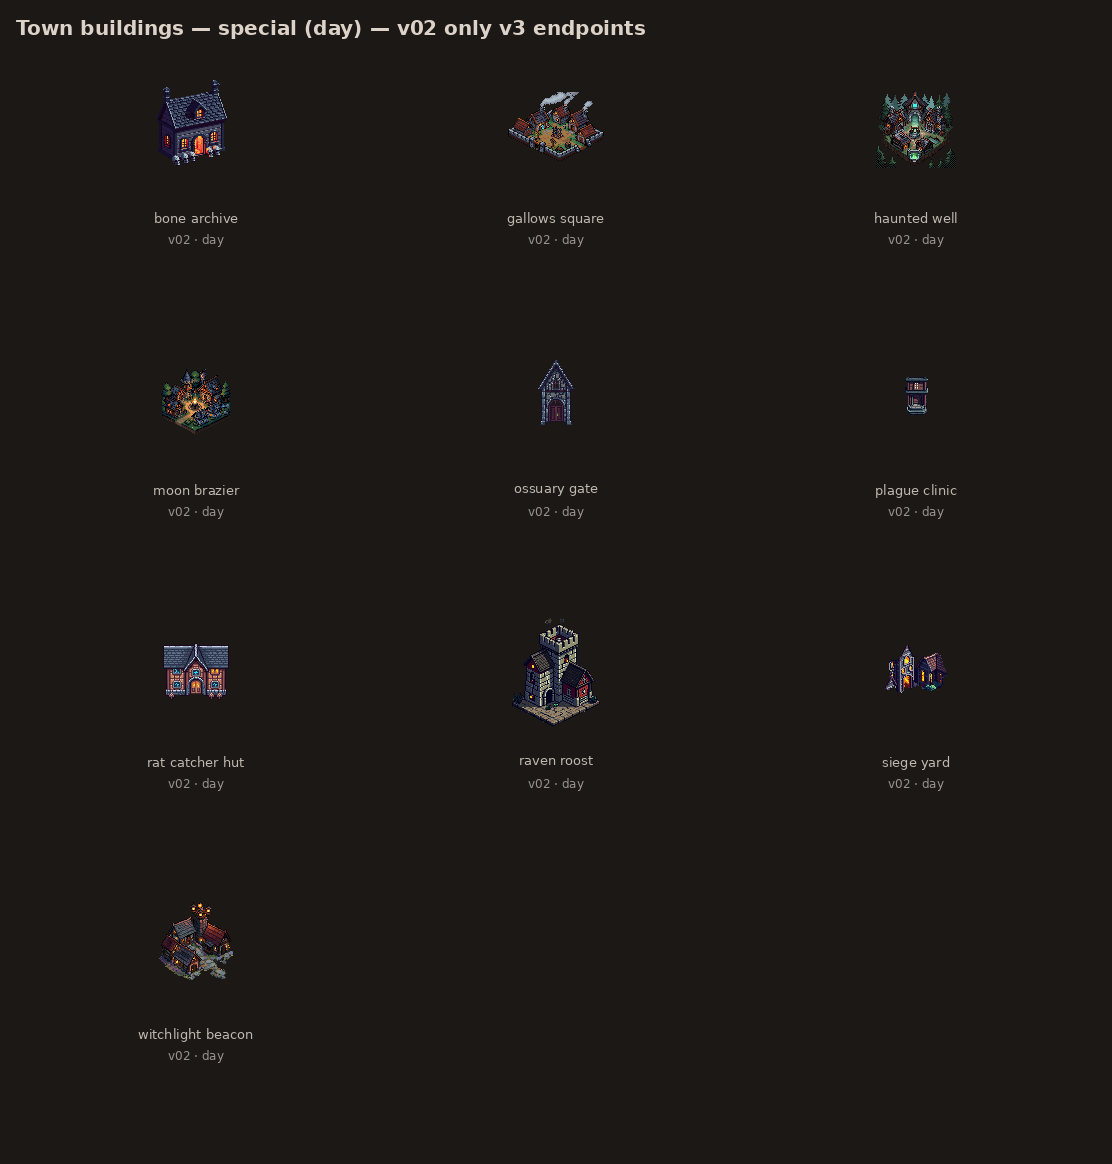 Town buildings — special (day) — v02 only v3 endpoints
bone archive
v02 · day
gallows square
v02 · day
haunted well
v02 · day
moon brazier
v02 · day
ossuary gate
v02 · day
plague clinic
v02 · day
rat catcher hut
v02 · day
raven roost
v02 · day
siege yard
v02 · day
witchlight beacon
v02 · day